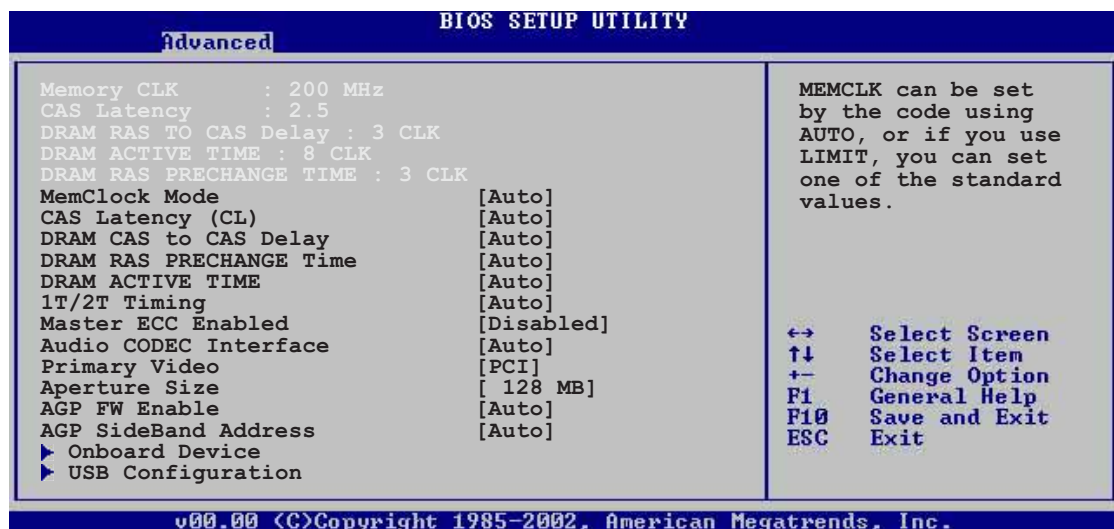 BIOS SETUP UTILITY
Advanced
Memory CLK : 200 MHz
CAS Latency : 2.5
DRAM RAS TO CAS Delay : 3 CLK
DRAM ACTIVE TIME : 8 CLK
DRAM RAS PRECHANGE TIME : 3 CLK
MemClock Mode [Auto]
CAS Latency (CL) [Auto]
DRAM CAS to CAS Delay [Auto]
DRAM RAS PRECHANGE Time [Auto]
DRAM ACTIVE TIME [Auto]
1T/2T Timing [Auto]
Master ECC Enabled [Disabled]
Audio CODEC Interface [Auto]
Primary Video [PCI]
Aperture Size [ 128 MB]
AGP FW Enable [Auto]
AGP SideBand Address [Auto]
Onboard Device
USB Configuration
MEMCLK can be set
by the code using
AUTO, or if you use
LIMIT, you can set
one of the standard
values.
↔ Select Screen
↑↓ Select Item
+- Change Option
F1 General Help
F10 Save and Exit
ESC Exit
v00.00 (C)Copyright 1985-2002, American Megatrends, Inc.